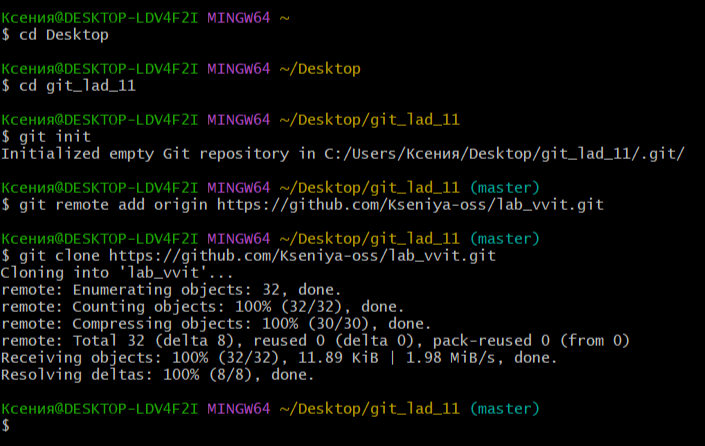 Ксения@DESKTOP-LDV4F2I MINGW64 ~
$ cd Desktop
Ксения@DESKTOP-LDV4F2I MINGW64 ~/Desktop
$ cd git_lad_11
Ксения@DESKTOP-LDV4F2I MINGW64 ~/Desktop/git_lad_11
$ git init
Initialized empty Git repository in C:/Users/Ксения/Desktop/git_lad_11/.git/
Ксения@DESKTOP-LDV4F2I MINGW64 ~/Desktop/git_lad_11 (master)
$ git remote add origin https://github.com/Kseniya-oss/lab_vvit.git
Ксения@DESKTOP-LDV4F2I MINGW64 ~/Desktop/git_lad_11 (master)
$ git clone https://github.com/Kseniya-oss/lab_vvit.git
Cloning into 'lab_vvit'...
remote: Enumerating objects: 32, done.
remote: Counting objects: 100% (32/32), done.
remote: Compressing objects: 100% (30/30), done.
remote: Total 32 (delta 8), reused 0 (delta 0), pack-reused 0 (from 0)
Receiving objects: 100% (32/32), 11.89 KiB | 1.98 MiB/s, done.
Resolving deltas: 100% (8/8), done.
Ксения@DESKTOP-LDV4F2I MINGW64 ~/Desktop/git_lad_11 (master)
$